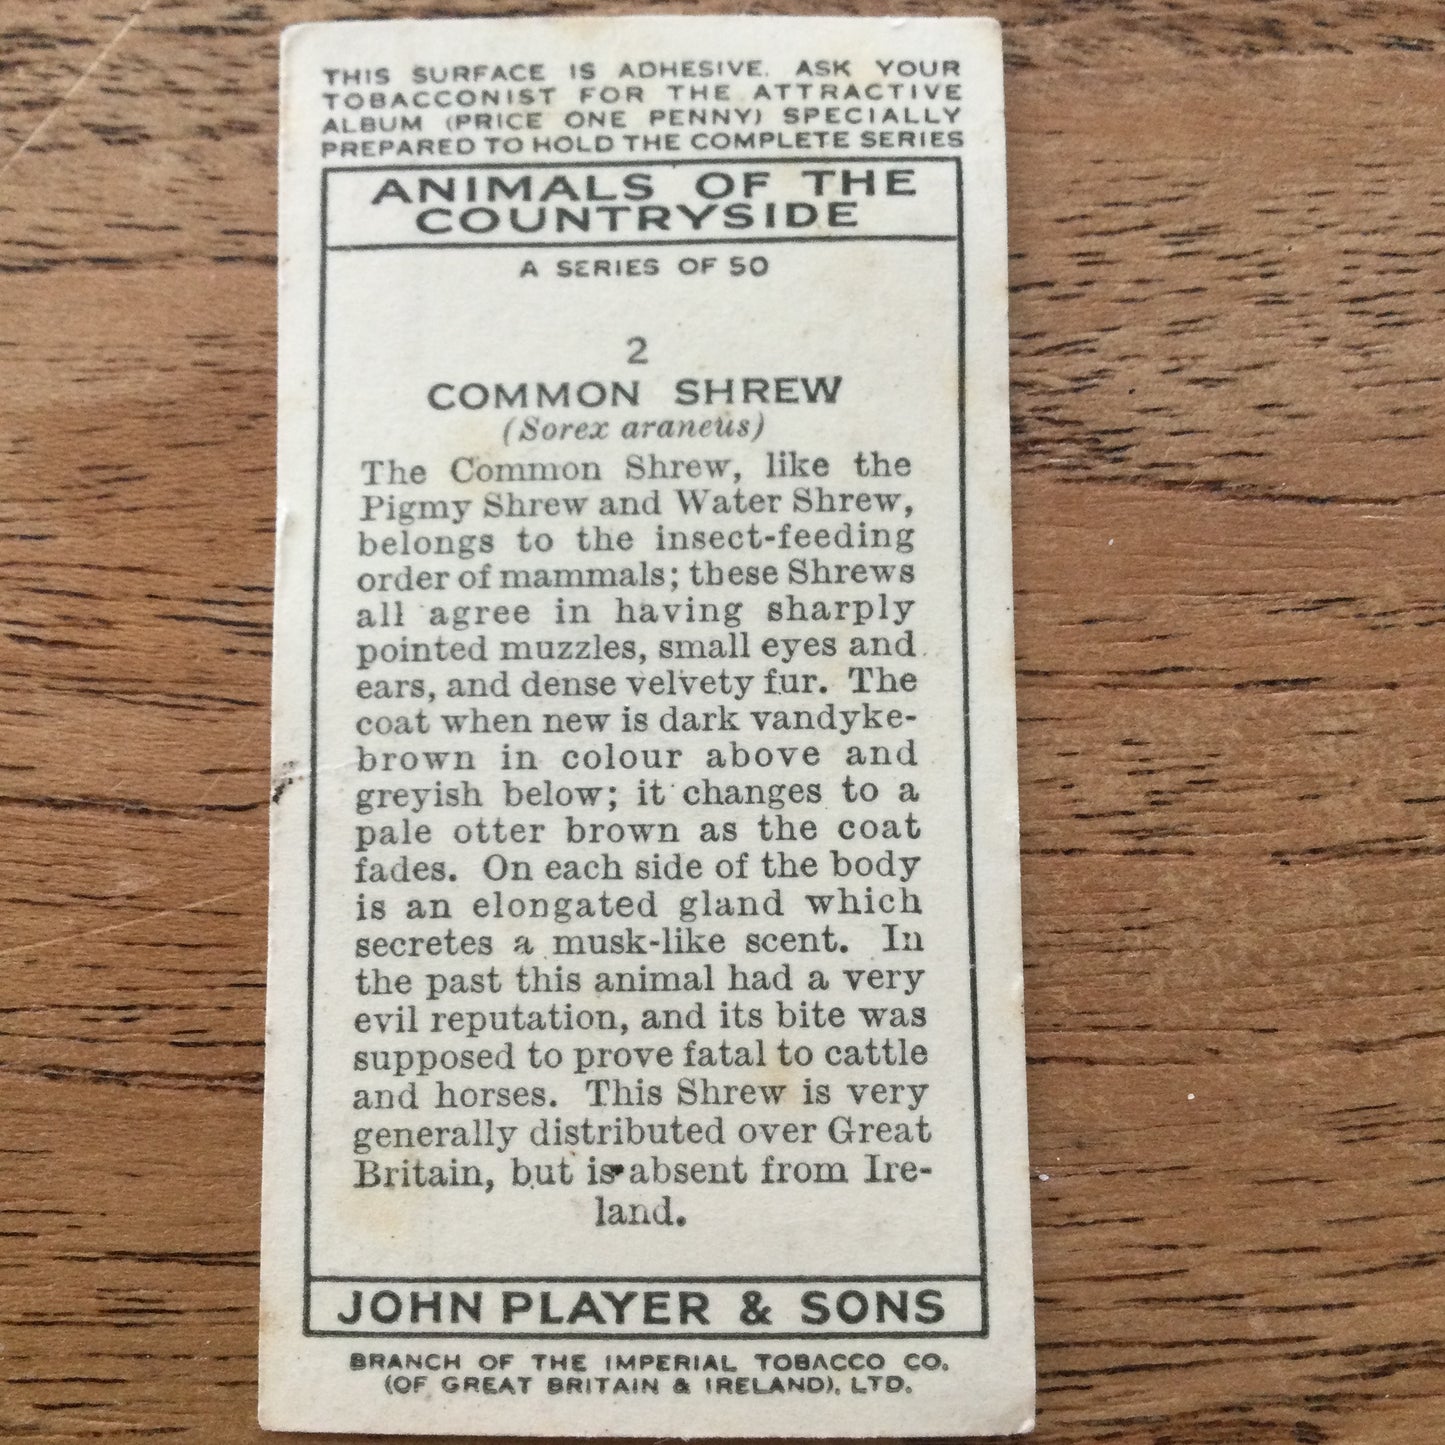 THIS SURFACE IS ADHESIVE. ASK YOUR
TOBACCONIST FOR THE ATTRACTIVE
ALBUM (PRICE ONE PENNY) SPECIALLY
PREPARED TO HOLD THE COMPLETE SERIES
ANIMALS OF THE
COUNTRYSIDE
A SERIES OF 50
2
COMMON SHREW
(Sorex araneus)
The Common Shrew, like the
Pigmy Shrew and Water Shrew,
belongs to the insect-feeding
order of mammals; these Shrews
all agree in having sharply
pointed muzzles, small eyes and
ears, and dense velvety fur. The
coat when new is dark vandyke-
brown in colour above and
greyish below; it changes to a
pale otter brown as the coat
fades. On each side of the body
is an elongated gland which
secretes a musk-like scent. In
the past this animal had a very
evil reputation, and its bite was
supposed to prove fatal to cattle
and horses. This Shrew is very
generally distributed over Great
Britain, but is absent from Ire-
land.
JOHN PLAYER & SONS
BRANCH OF THE IMPERIAL TOBACCO CO.
(OF GREAT BRITAIN & IRELAND), LTD.